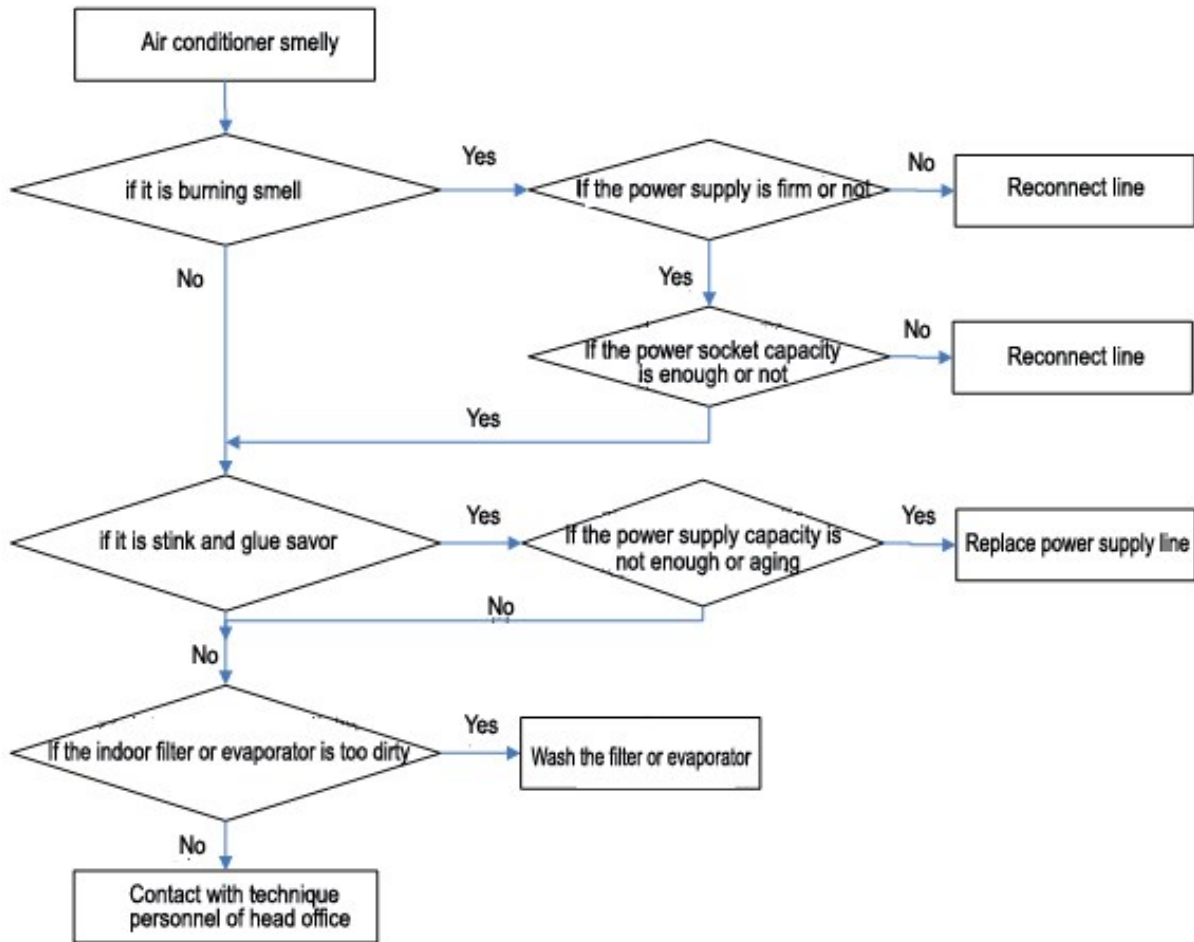 Air conditioner smelly
Yes
No
if it is burning smell
If the power supply is firm or not
Reconnect line
No
Yes
No
If the power socket capacity
is enough or not
Reconnect line
Yes
if it is stink and glue savor
Yes
If the power supply capacity is
not enough or aging
Yes
Replace power supply line
No
No
If the indoor filter or evaporator is too dirty
Yes
Wash the filter or evaporator
No
Contact with technique
personnel of head office